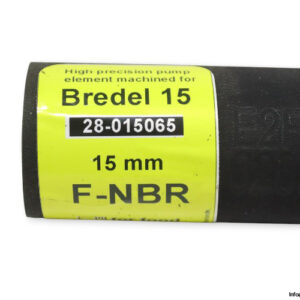 High precision pump
element machined for
Bredel 15
28-015065
15 mm
F-NBR